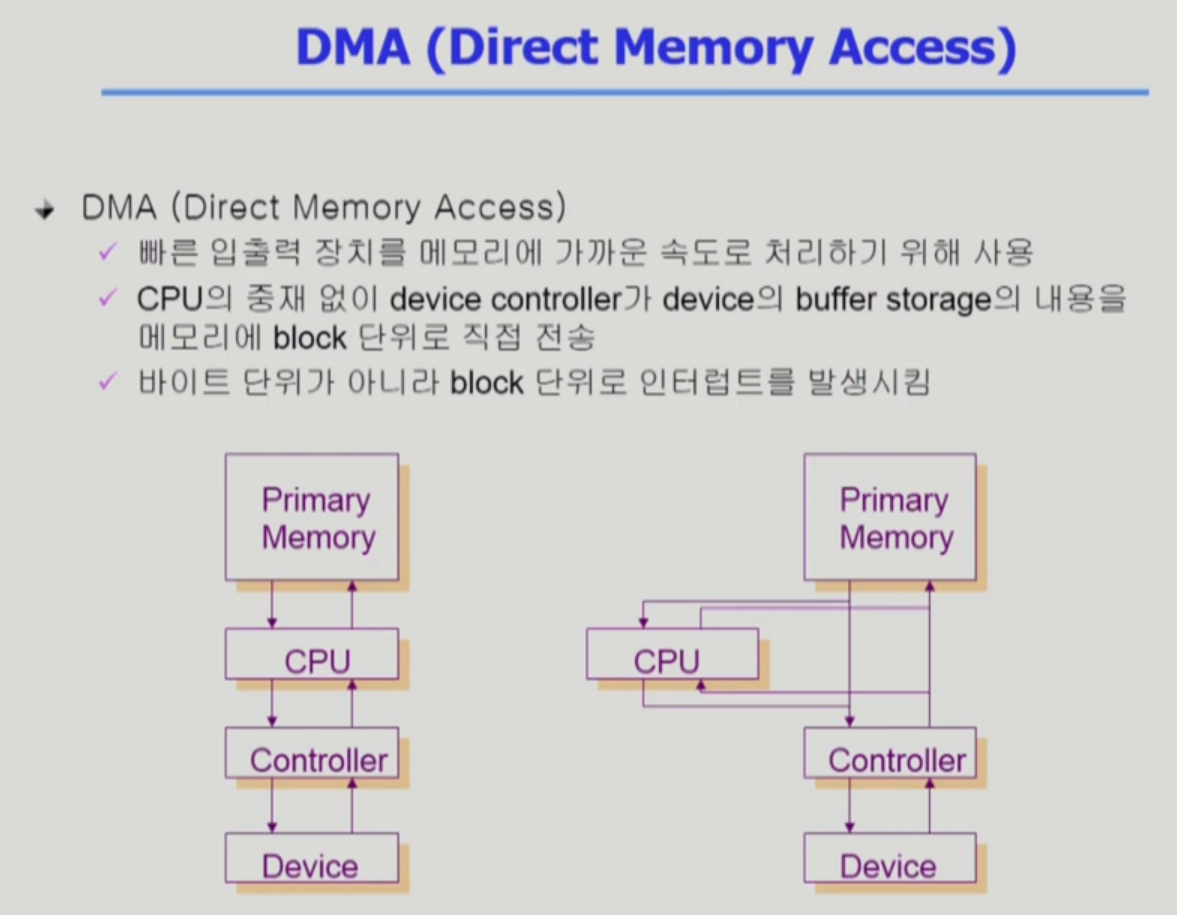 DMA (Direct Memory Access)
DMA (Direct Memory Access)
빠른 입출력 장치를 메모리에 가까운 속도로 처리하기 위해 사용
CPU의 중재 없이 device controller가 device의 buffer storage의 내용을
메모리에 block 단위로 직접 전송
바이트 단위가 아니라 block 단위로 인터럽트를 발생시킴
Primary
Memory
CPU
Controller
Device
Primary
Memory
CPU
Controller
Device